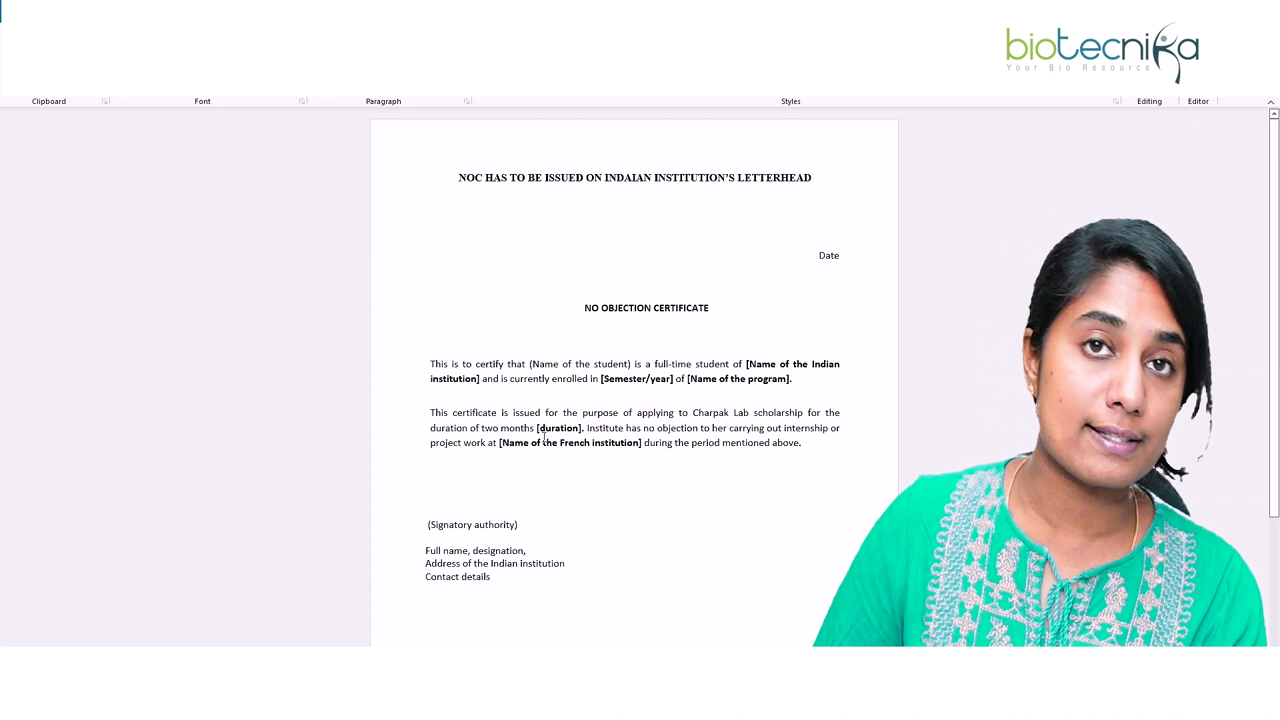 biotecnika
Your Bio Resource
Clipboard Font Paragraph Styles Editing Editor
NOC HAS TO BE ISSUED ON INDAIAN INSTITUTION'S LETTERHEAD
Date
NO OBJECTION CERTIFICATE
This is to certify that (Name of the student) is a full-time student of [Name of the Indian
institution] and is currently enrolled in [Semester/year] of [Name of the program].
This certificate is issued for the purpose of applying to Charpak Lab scholarship for the
duration of two months [duration]. Institute has no objection to her carrying out internship or
project work at [Name of the French institution] during the period mentioned above.
(Signatory authority)
Full name, designation,
Address of the Indian institution
Contact details